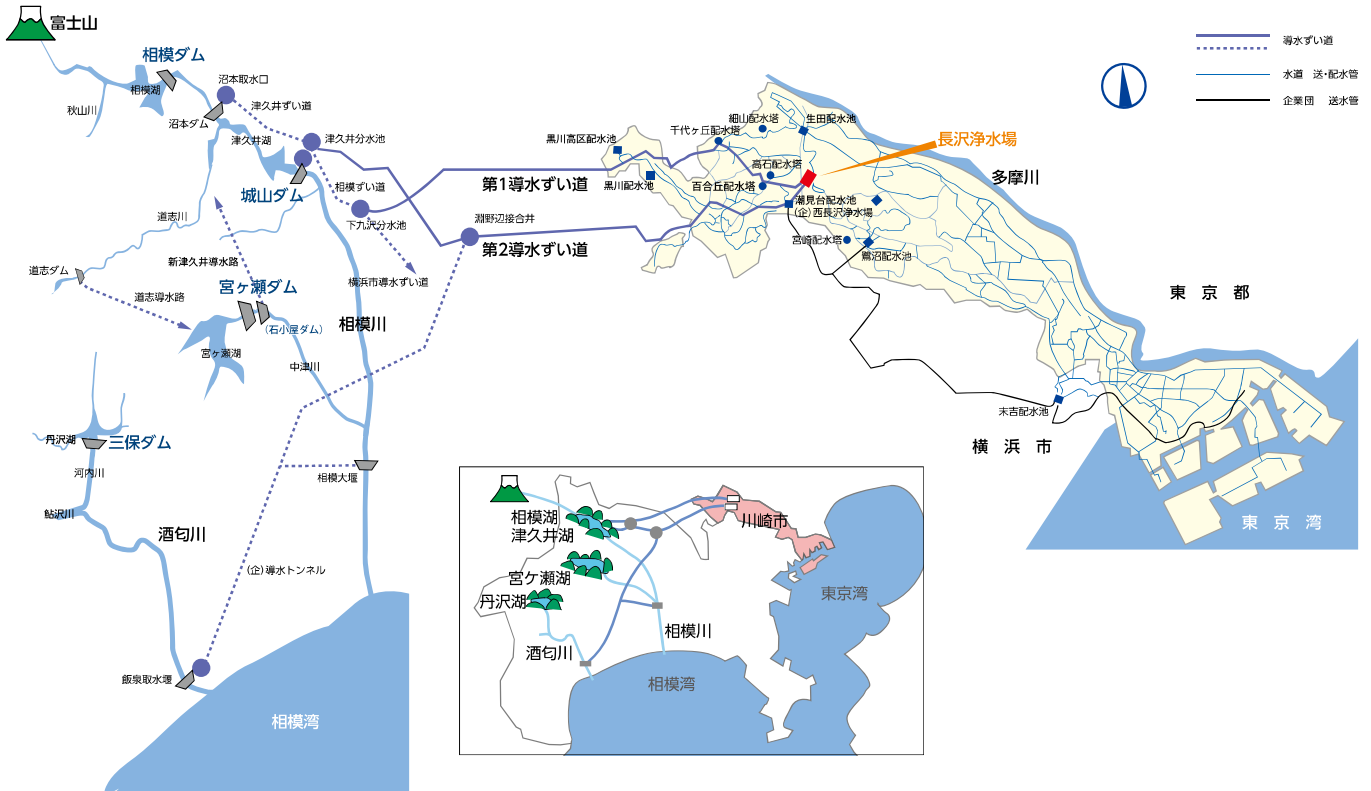 富士山
相模ダム
相模湖
秋山川
沼本取水口
津久井ずい道
沼本ダム
津久井湖
津久井分水池
城山ダム
相模ずい道
下九沢分水池
道志川
新津久井導水路
道志ダム
道志導水路
宮ヶ瀬ダム
(石小屋ダム)
宮ヶ瀬湖
中津川
相模川
横浜市導水ずい道
淵野辺接合井
第1導水ずい道
第2導水ずい道
丹沢湖
三保ダム
河内川
鮎沢川
酒匂川
相模大堰
(企)導水トンネル
飯泉取水堰
相模湾
黒川高区配水池
黒川配水池
千代ヶ丘配水塔
細山配水塔
生田配水池
高石配水塔
百合丘配水塔
潮見台配水池
(企)西長沢浄水場
宮崎配水塔
鷺沼配水池
長沢浄水場
多摩川
末吉配水池
東京都
横浜市
東京湾
導水ずい道
水道 送・配水管
企業団 送水管
相模湖
津久井湖
宮ケ瀬湖
丹沢湖
酒匂川
相模川
川崎市
東京湾
相模湾